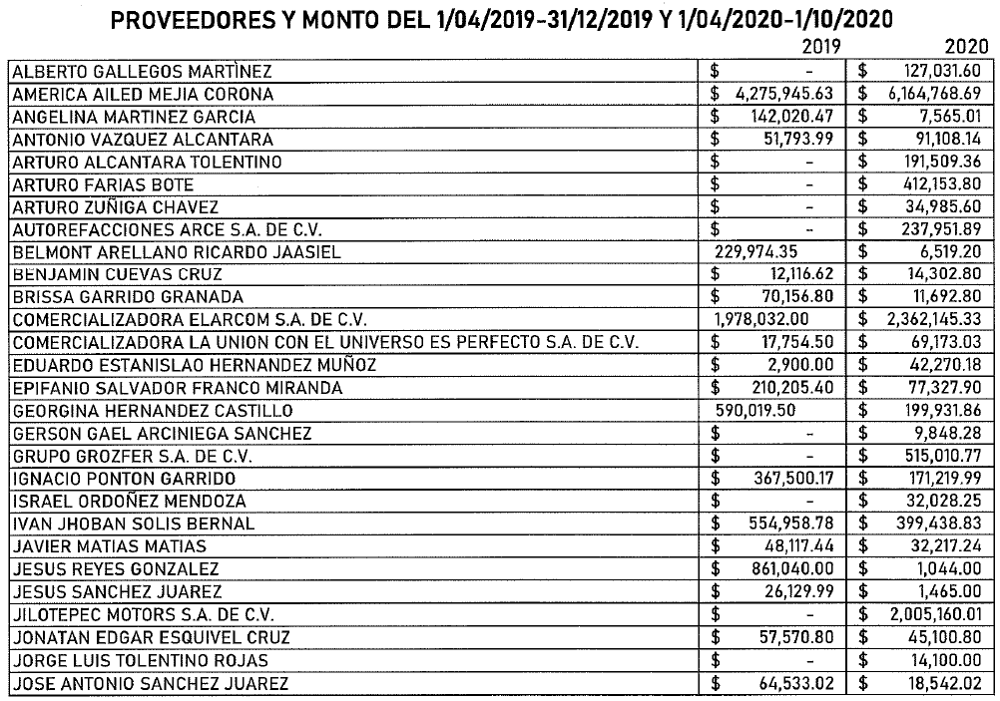 PROVEEDORES Y MONTO DEL 1/04/2019-31/12/2019 Y 1/04/2020-1/10/2020
2019 2020
ALBERTO GALLEGOS MARTÌNEZ $ - $ 127,031.60
AMERICA AILED MEJIA CORONA $ 4,275,945.63 $ 6,164,768.69
ANGELINA MARTINEZ GARCIA $ 142,020.47 $ 7,565.01
ANTONIO VAZQUEZ ALCANTARA $ 51,793.99 $ 91,108.14
ARTURO ALCANTARA TOLENTINO $ - $ 191,509.36
ARTURO FARIAS BOTE $ - $ 412,153.80
ARTURO ZUÑIGA CHAVEZ $ - $ 34,985.60
AUTOREFACCIONES ARCE S.A. DE C.V. $ - $ 237,951.89
BELMONT ARELLANO RICARDO JAASIEL 229,974.35 $ 6,519.20
BENJAMIN CUEVAS CRUZ $ 12,116.62 $ 14,302.80
BRISSA GARRIDO GRANADA $ 70,156.80 $ 11,692.80
COMERCIALIZADORA ELARCOM S.A. DE C.V. 1,978,032.00 $ 2,362,145.33
COMERCIALIZADORA LA UNION CON EL UNIVERSO ES PERFECTO S.A. DE C.V. $ 17,754.50 $ 69,173.03
EDUARDO ESTANISLAO HERNANDEZ MUÑOZ $ 2,900.00 $ 42,270.18
EPIFANIO SALVADOR FRANCO MIRANDA $ 210,205.40 $ 77,327.90
GEORGINA HERNANDEZ CASTILLO 590,019.50 $ 199,931.86
GERSON GAEL ARCINIEGA SANCHEZ $ - $ 9,848.28
GRUPO GROZFER S.A. DE C.V. $ - $ 515,010.77
IGNACIO PONTON GARRIDO $ 367,500.17 $ 171,219.99
ISRAEL ORDOÑEZ MENDOZA $ - $ 32,028.25
IVAN JHOBAN SOLIS BERNAL $ 554,958.78 $ 399,438.83
JAVIER MATIAS MATIAS $ 48,117.44 $ 32,217.24
JESUS REYES GONZALEZ $ 861,040.00 $ 1,044.00
JESUS SANCHEZ JUAREZ $ 26,129.99 $ 1,465.00
JILOTEPEC MOTORS S.A. DE C.V. $ - $ 2,005,160.01
JONATAN EDGAR ESQUIVEL CRUZ $ 57,570.80 $ 45,100.80
JORGE LUIS TOLENTINO ROJAS $ - $ 14,100.00
JOSE ANTONIO SANCHEZ JUAREZ $ 64,533.02 $ 18,542.02